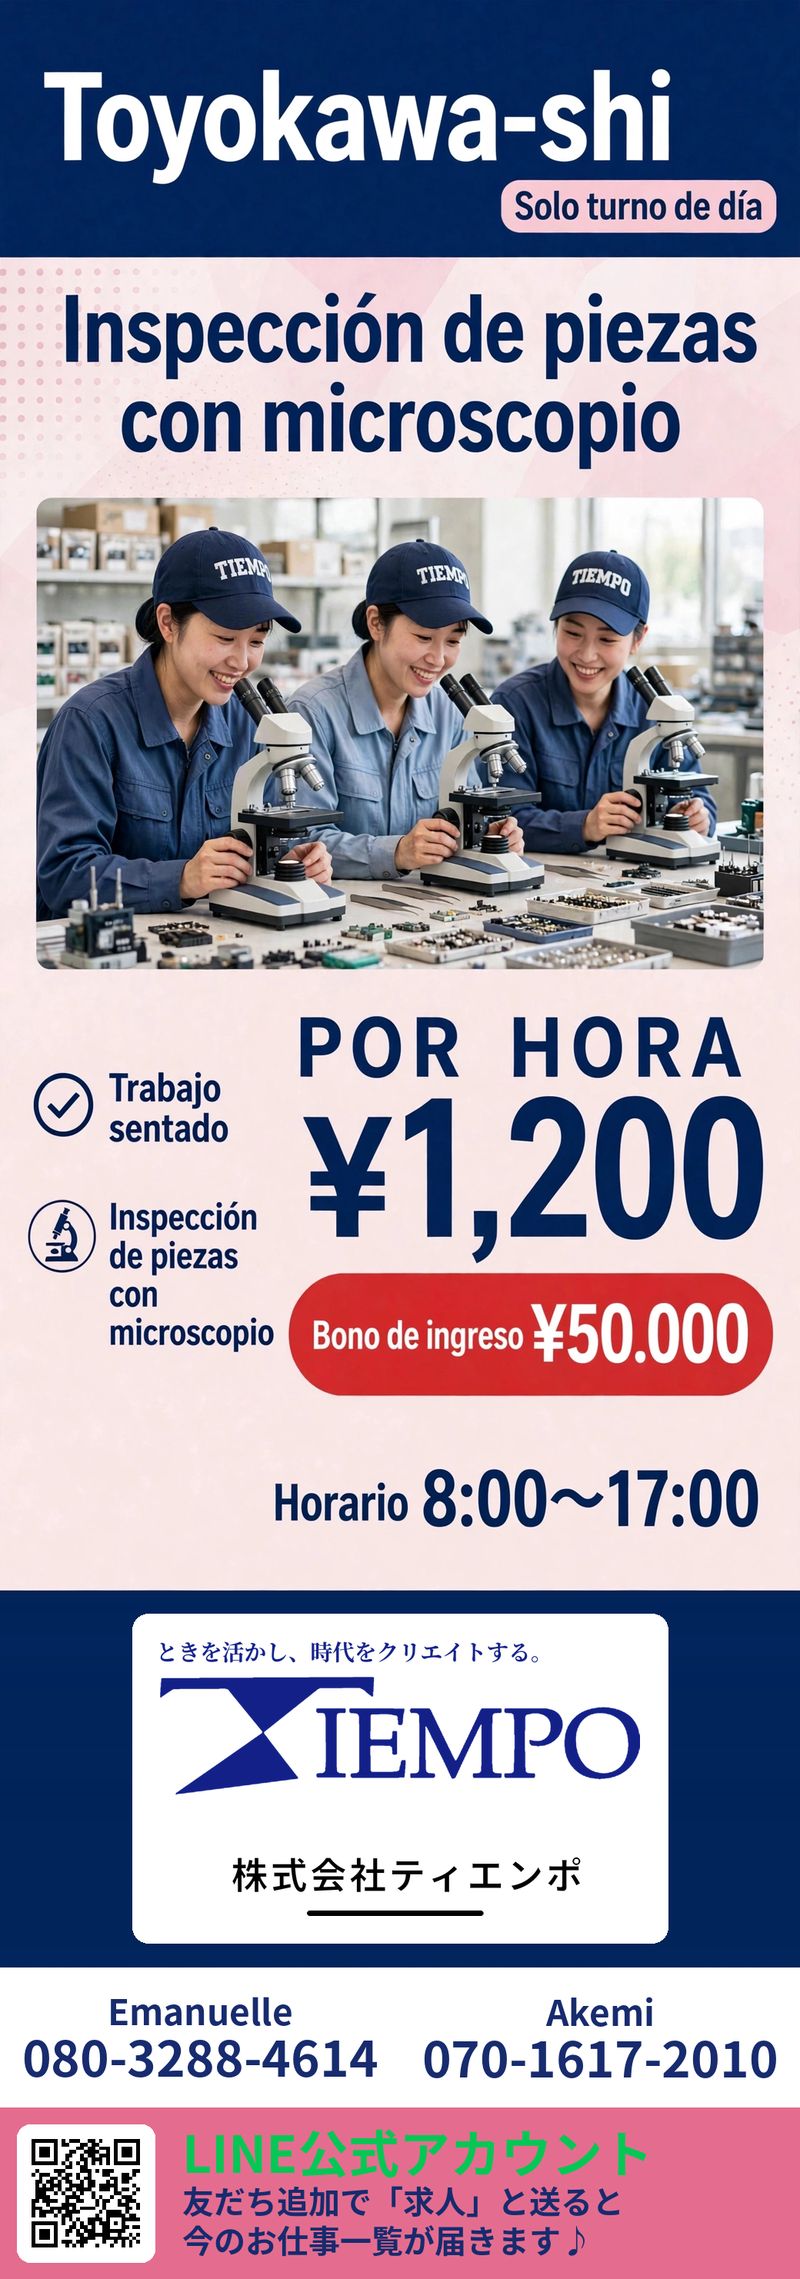 Toyokawa-shi
Solo turno de día
Inspección de piezas
con microscopio
TIEMPO
TIEMPO
TIEMPO
POR HORA
¥1,200
Trabajo
sentado
Inspección
de piezas
con
microscopio
Bono de ingreso ¥50.000
Horario 8:00〜17:00
ときを活かし、時代をクリエイトする。
TIEMPO
株式会社ティエンポ
Emanuelle
080-3288-4614
Akemi
070-1617-2010
LINE公式アカウント
友だち追加で「求人」と送ると
今のお仕事一覧が届きます♪